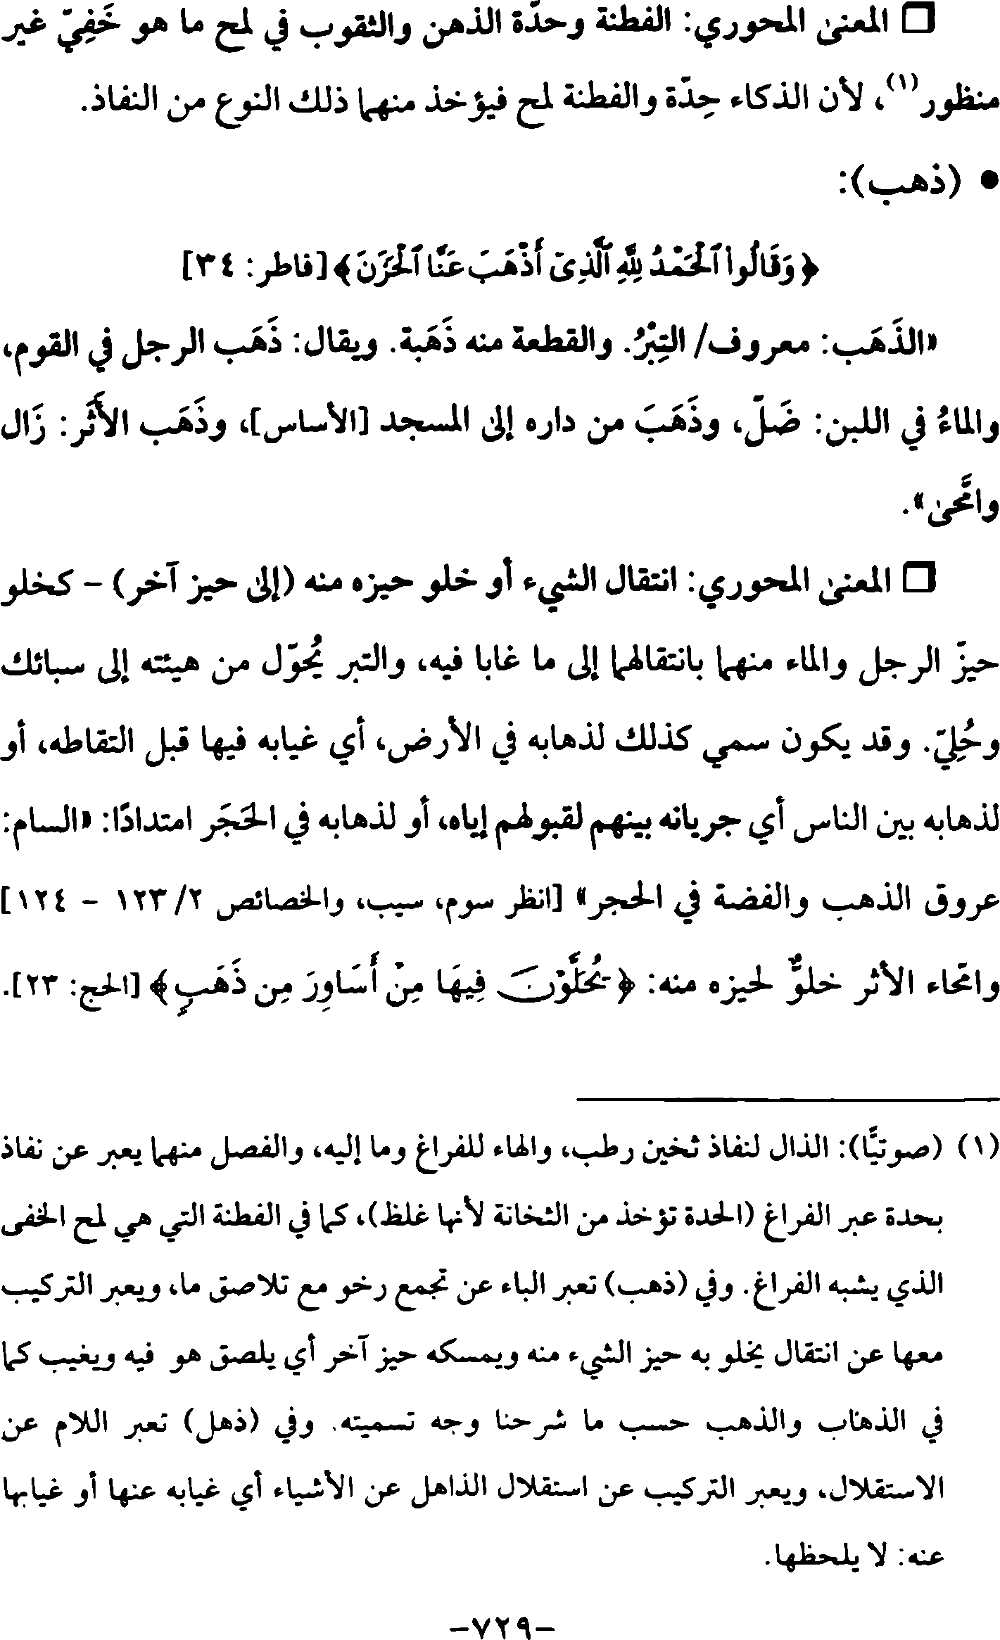 □ المعنى المحوري: الفطنة وحدّة الذهن والثقوب في لمح ما هو خَفِيّ غير
منظور(١)، لأن الذكاء حِدّة والفطنة لمح فيؤخذ منهما ذلك النوع من النفاذ.
• (ذهب):
﴿وَقَالُوا۟ ٱلْحَمْدُ لِلَّهِ ٱلَّذِىٓ أَذْهَبَ عَنَّا ٱلْحَزَنَ﴾ [فاطر: ٣٤]
«الذَهَب: معروف/ التِبْرُ. والقطعة منه ذَهَبة. ويقال: ذَهَب الرجل في القوم،
والماءُ في اللبن: ضَلّ، وذَهَبَ من داره إلى المسجد [الأساس]، وذَهَب الأَثَر: زَال
وامَّحىٰ».
□ المعنى المحوري: انتقال الشيء أو خلو حيزه منه (إلى حيز آخر) – كخلو
حيزّ الرجل والماء منهما بانتقالهما إلى ما غابا فيه، والتبر يُحوّل من هيئته إلى سبائك
وحُلِيّ. وقد يكون سمي كذلك لذهابه في الأرض، أي غيابه فيها قبل التقاطه، أو
لذهابه بين الناس أي جريانه بينهم لقبولهم إياه، أو لذهابه في الحَجَر امتدادًا: «السام:
عروق الذهب والفضة في الحجر» [انظر سوم، سيب، والخصائص ٢/ ١٢٣ – ١٢٤]
وامّحاء الأثر خلوٌّ لحيزه منه: ﴿يُحَلَّوْنَ فِيهَا مِنْ أَسَاوِرَ مِن ذَهَبٍ﴾ [الحج: ٢٣].
(١) (صوتيًّا): الذال لنفاذ ثخين رطب، والهاء للفراغ وما إليه، والفصل منهما يعبر عن نفاذ
بحدة عبر الفراغ (الحدة تؤخذ من الثخانة لأنها غلظ)، كما في الفطنة التي هي لمح الخفى
الذي يشبه الفراغ. وفي (ذهب) تعبر الباء عن تجمع رخو مع تلاصق ما، ويعبر التركيب
معها عن انتقال يخلو به حيز الشيء منه ويمسكه حيز آخر أي يلصق هو فيه ويغيب كما
في الذهاب والذهب حسب ما شرحنا وجه تسميته. وفي (ذهل) تعبر اللام عن
الاستقلال، ويعبر التركيب عن استقلال الذاهل عن الأشياء أي غيابه عنها أو غيابها
عنه: لا يلحظها.
-٧٢٩-